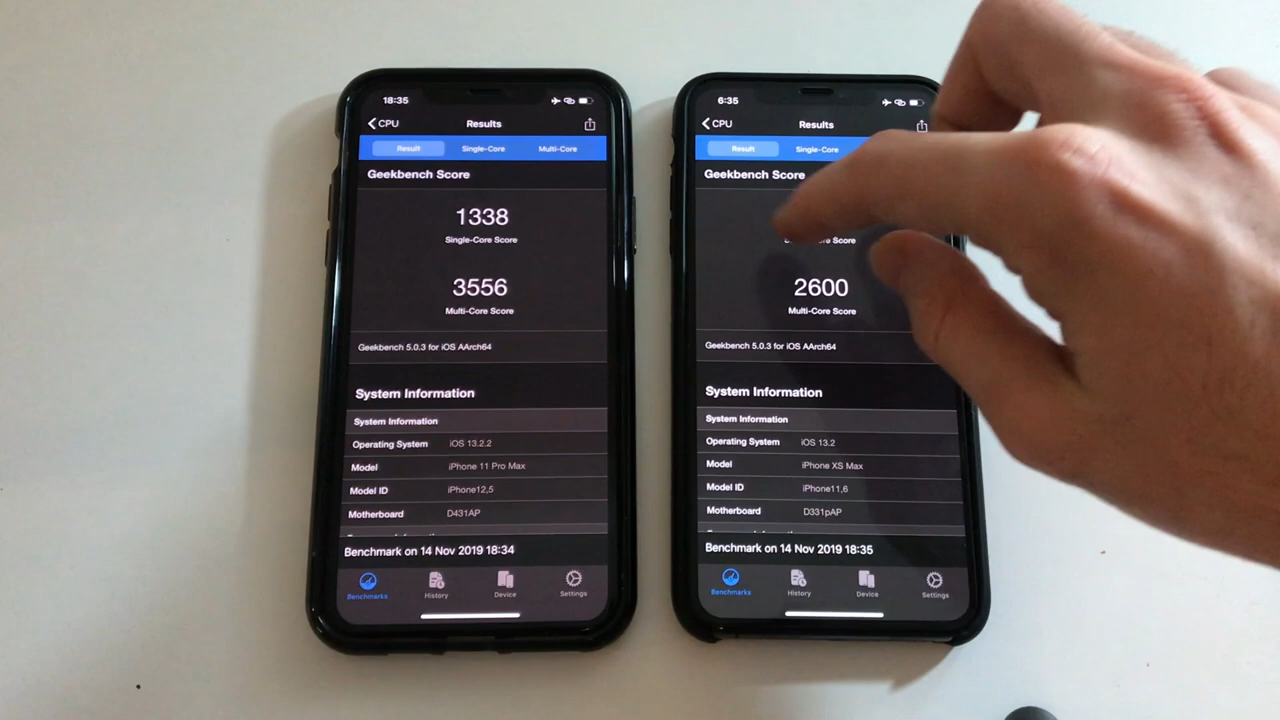 18:35
CPU Results
Result Single-Core Multi-Core
Geekbench Score
1338
Single-Core Score
3556
Multi-Core Score
Geekbench 5.0.3 for iOS AArch64
System Information
System Information
Operating System iOS 13.2.2
Model iPhone 11 Pro Max
Model ID iPhone12,5
Motherboard D431AP
Benchmark on 14 Nov 2019 18:34
Benchmarks History Device Settings
6:35
CPU Results
Result Single-Core
Geekbench Score
Score
2600
Multi-Core Score
Geekbench 5.0.3 for iOS AArch64
System Information
System Information
Operating System iOS 13.2
Model iPhone XS Max
Model ID iPhone11,6
Motherboard D331pAP
Benchmark on 14 Nov 2019 18:35
Benchmarks History Device Settings